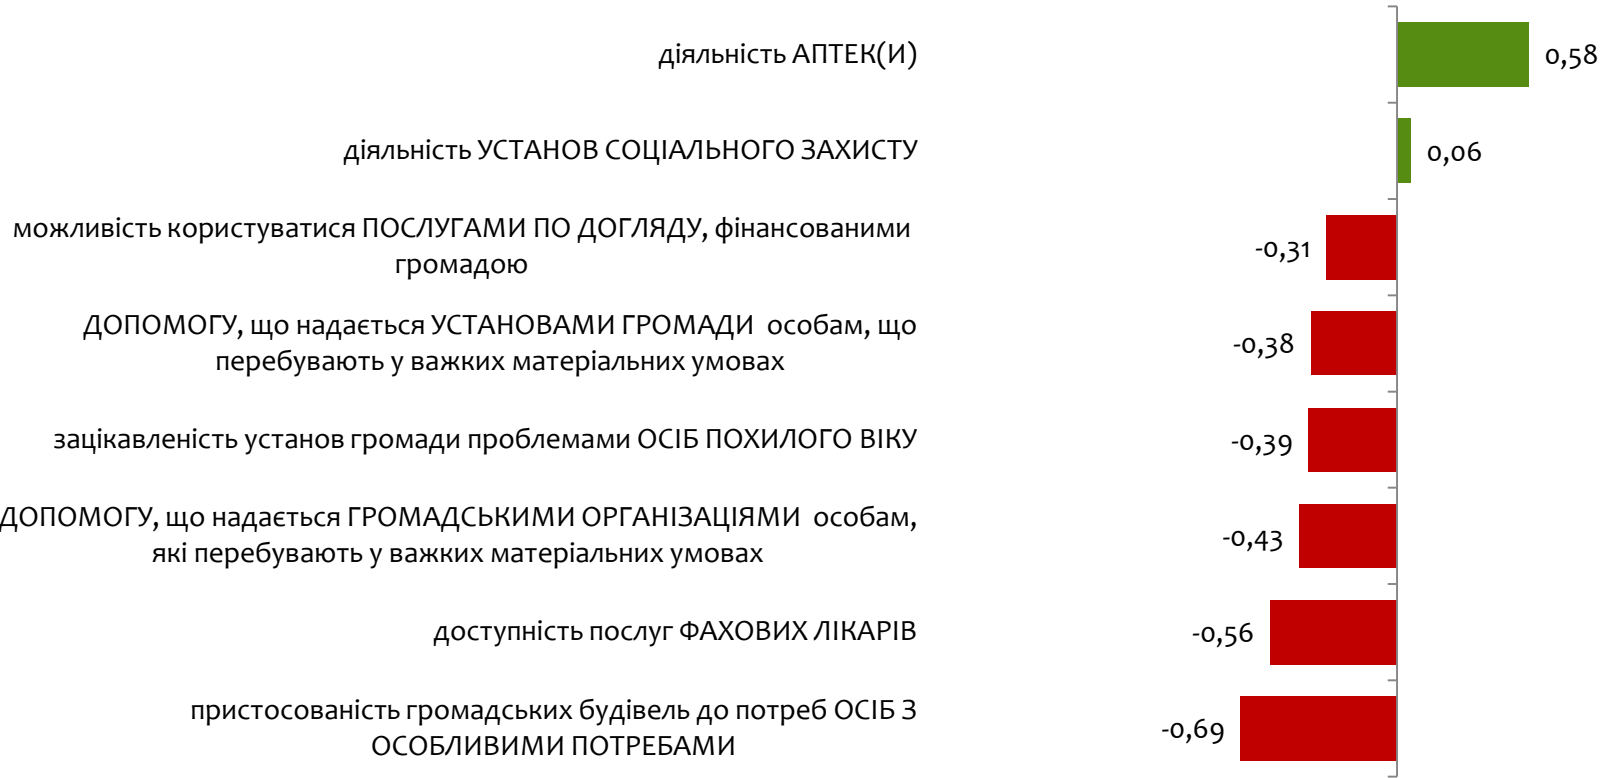 діяльність АПТЕК(И)
0,58
діяльність УСТАНОВ СОЦІАЛЬНОГО ЗАХИСТУ
0,06
можливість користуватися ПОСЛУГАМИ ПО ДОГЛЯДУ, фінансованими
громадою
-0,31
ДОПОМОГУ, що надається УСТАНОВАМИ ГРОМАДИ особам, що
перебувають у важких матеріальних умовах
-0,38
зацікавленість установ громади проблемами ОСІБ ПОХИЛОГО ВІКУ
-0,39
ДОПОМОГУ, що надається ГРОМАДСЬКИМИ ОРГАНІЗАЦІЯМИ особам,
які перебувають у важких матеріальних умовах
-0,43
доступність послуг ФАХОВИХ ЛІКАРІВ
-0,56
пристосованість громадських будівель до потреб ОСІБ З
ОСОБЛИВИМИ ПОТРЕБАМИ
-0,69